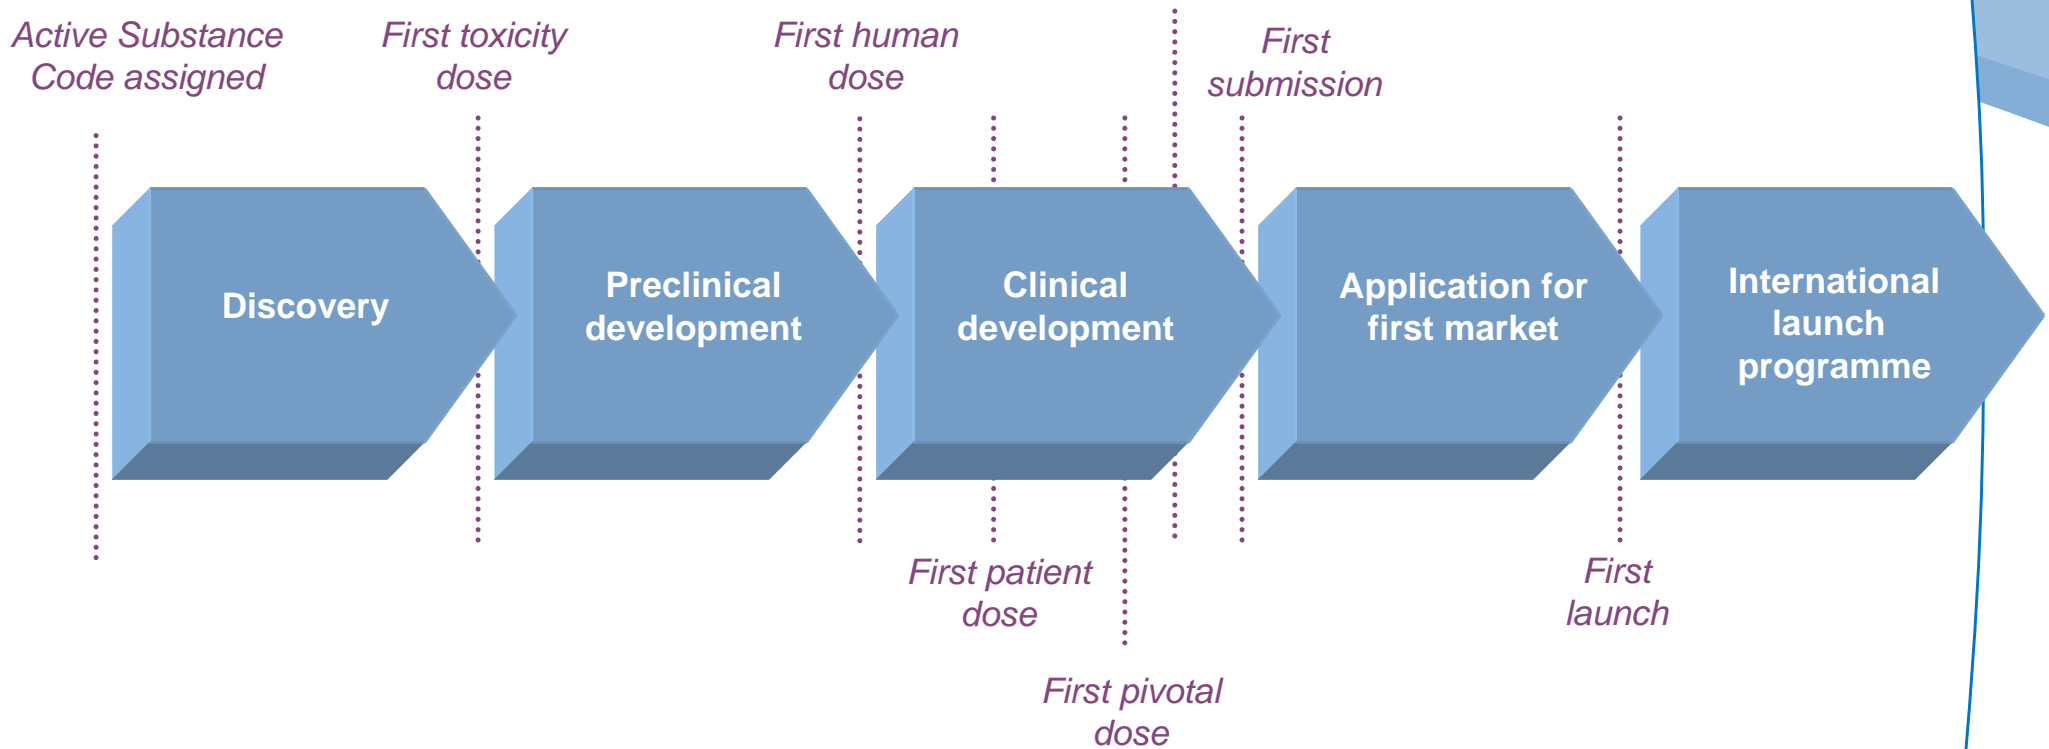 Active Substance
Code assigned
First toxicity
dose
First human
dose
First
submission
Discovery
Preclinical
development
Clinical
development
Application for
first market
International
launch
programme
First patient
dose
First pivotal
dose
First
launch